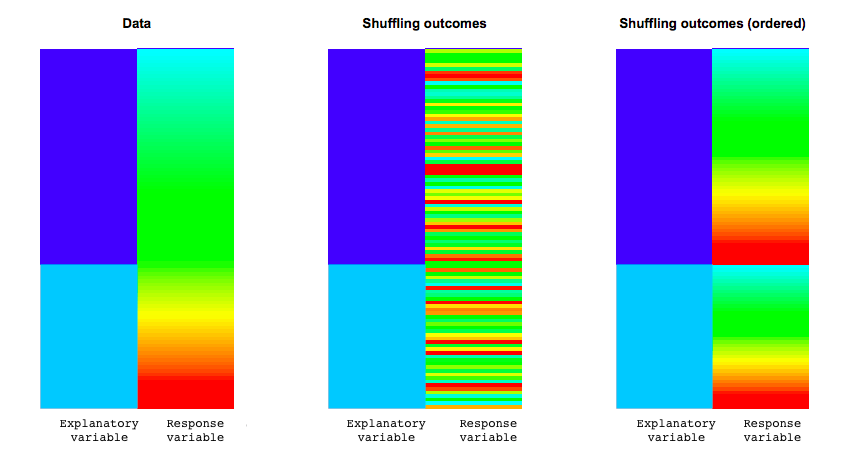 Data
Shuffling outcomes
Shuffling outcomes (ordered)
Explanatory variable
Response variable
Explanatory variable
Response variable
Explanatory variable
Response variable